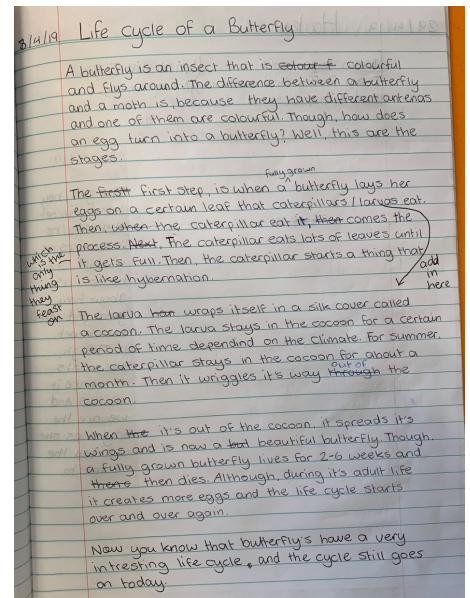 8/4/19
Life Cycle of a Butterfly
A butterfly is an insect that is colour f colourful
and flys around. The difference between a butterfly
and a moth is, because they have different antenas
and one of them are colourful. Though, how does
an egg turn into a butterfly? Well, this are the
stages.
fully grown
The first first step, is when a butterfly lays her
eggs on a certain leaf that caterpillars/larvas eat.
Then, when the caterpillar eat it, then comes the
process. Next, The caterpillar eats lots of leaves until
it gets full. Then, the caterpillar starts a thing that
is like hybernation.
which
is the
only
thing
they
feast
on
add
in
here
The larva wraps itself in a silk cover called
a cocoon. The larva stays in the cocoon for a certain
period of time dependind on the climate. For summer,
the caterpillar stays in the cocoon for about a
out of
month. Then it wriggles it's way through the
cocoon.
When the it's out of the cocoon, it spreads it's
wings and is now a beautiful butterfly. Though,
a fully grown butterfly lives for 2-6 weeks and
then dies. Although, during it's adult life
it creates more eggs and the life cycle starts
over and over again.
Now you know that butterfly's have a very
intresting life cycle, and the cycle still goes
on today.